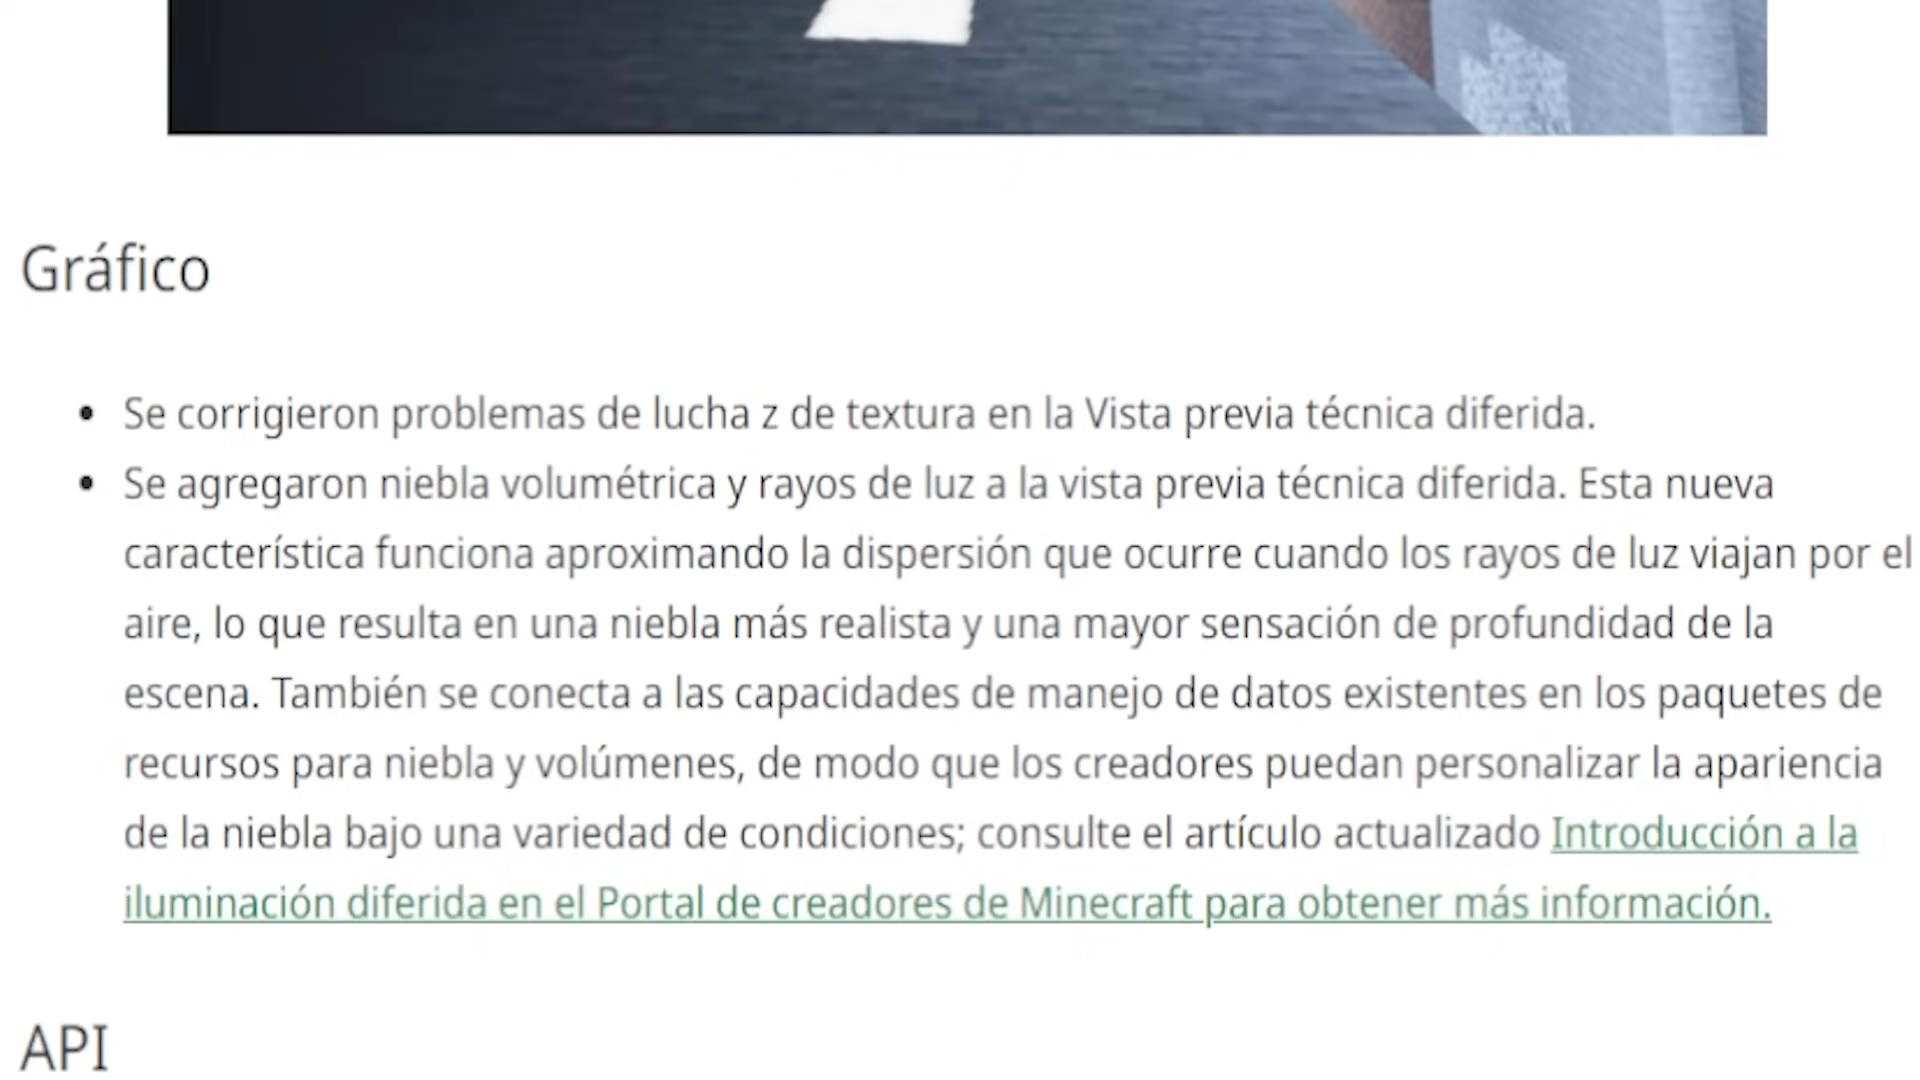 Gráfico
• Se corrigieron problemas de lucha z de textura en la Vista previa técnica diferida.
• Se agregaron niebla volumétrica y rayos de luz a la vista previa técnica diferida. Esta nueva
característica funciona aproximando la dispersión que ocurre cuando los rayos de luz viajan por el
aire, lo que resulta en una niebla más realista y una mayor sensación de profundidad de la
escena. También se conecta a las capacidades de manejo de datos existentes en los paquetes de
recursos para niebla y volúmenes, de modo que los creadores puedan personalizar la apariencia
de la niebla bajo una variedad de condiciones; consulte el artículo actualizado Introducción a la
iluminación diferida en el Portal de creadores de Minecraft para obtener más información.
API